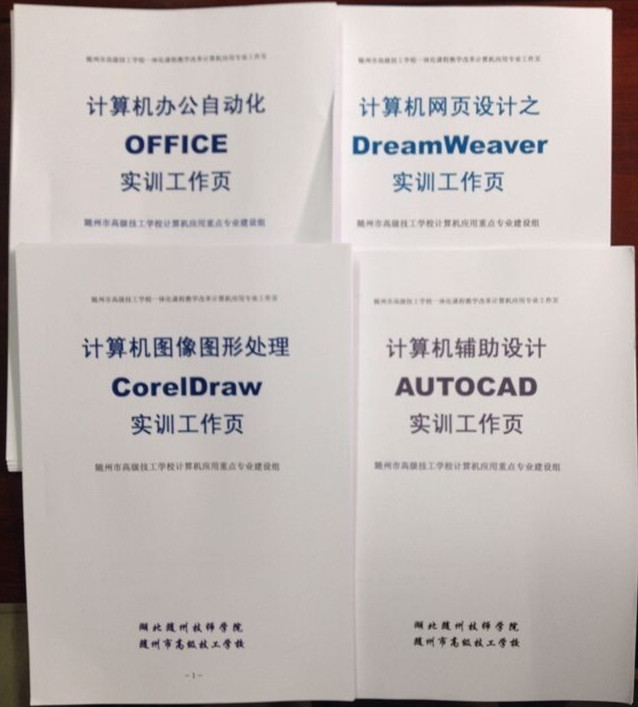 随州市高级技工学校一体化课程教学改革计算机应用专业工作页
计算机办公自动化
OFFICE
实训工作页
随州市高级技工学校计算机应用重点专业建设组
随州市高级技工学校一体化课程教学改革计算机应用专业工作页
计算机网页设计之
DreamWeaver
实训工作页
随州市高级技工学校计算机应用重点专业建设组
随州市高级技工学校一体化课程教学改革计算机应用专业工作页
计算机图像图形处理
CorelDraw
实训工作页
随州市高级技工学校计算机应用重点专业建设组
湖北随州技师学院
随州市高级技工学校
-1-
随州市高级技工学校一体化课程教学改革计算机应用专业工作页
计算机辅助设计
AUTOCAD
实训工作页
随州市高级技工学校计算机应用重点专业建设组
湖北随州技师学院
随州市高级技工学校